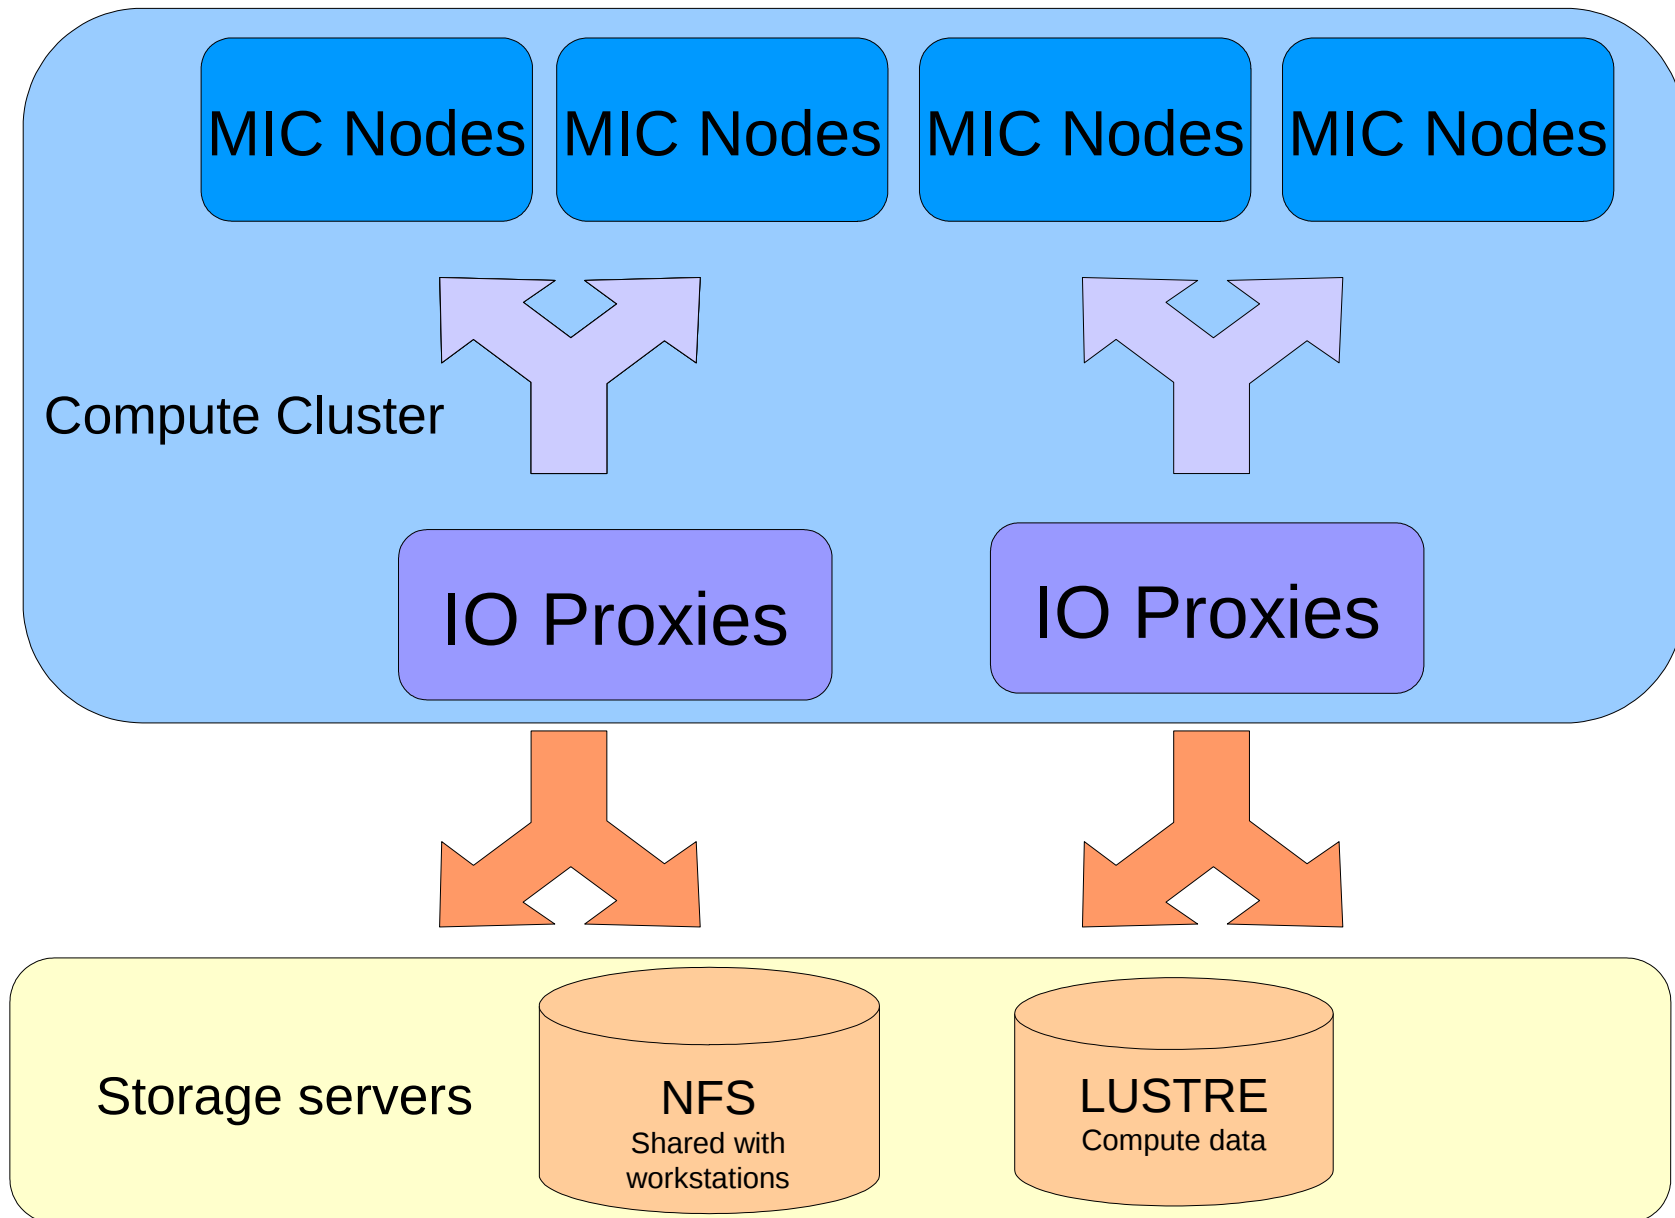 MIC Nodes
MIC Nodes
MIC Nodes
MIC Nodes
Compute Cluster
IO Proxies
IO Proxies
Storage servers
NFS
Shared with
workstations
LUSTRE
Compute data